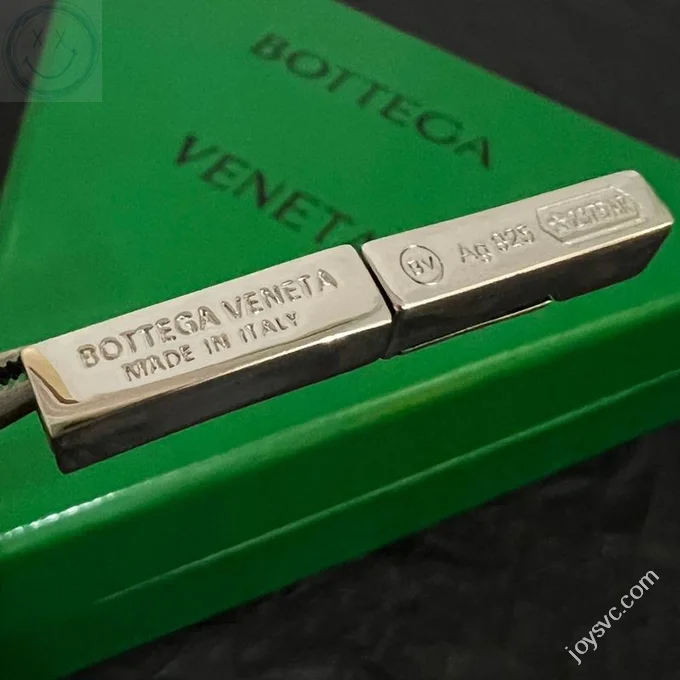 BOTTEGA
VENETA
BOTTEGA VENETA
MADE IN ITALY
BV
Ag 925
joysvc.com